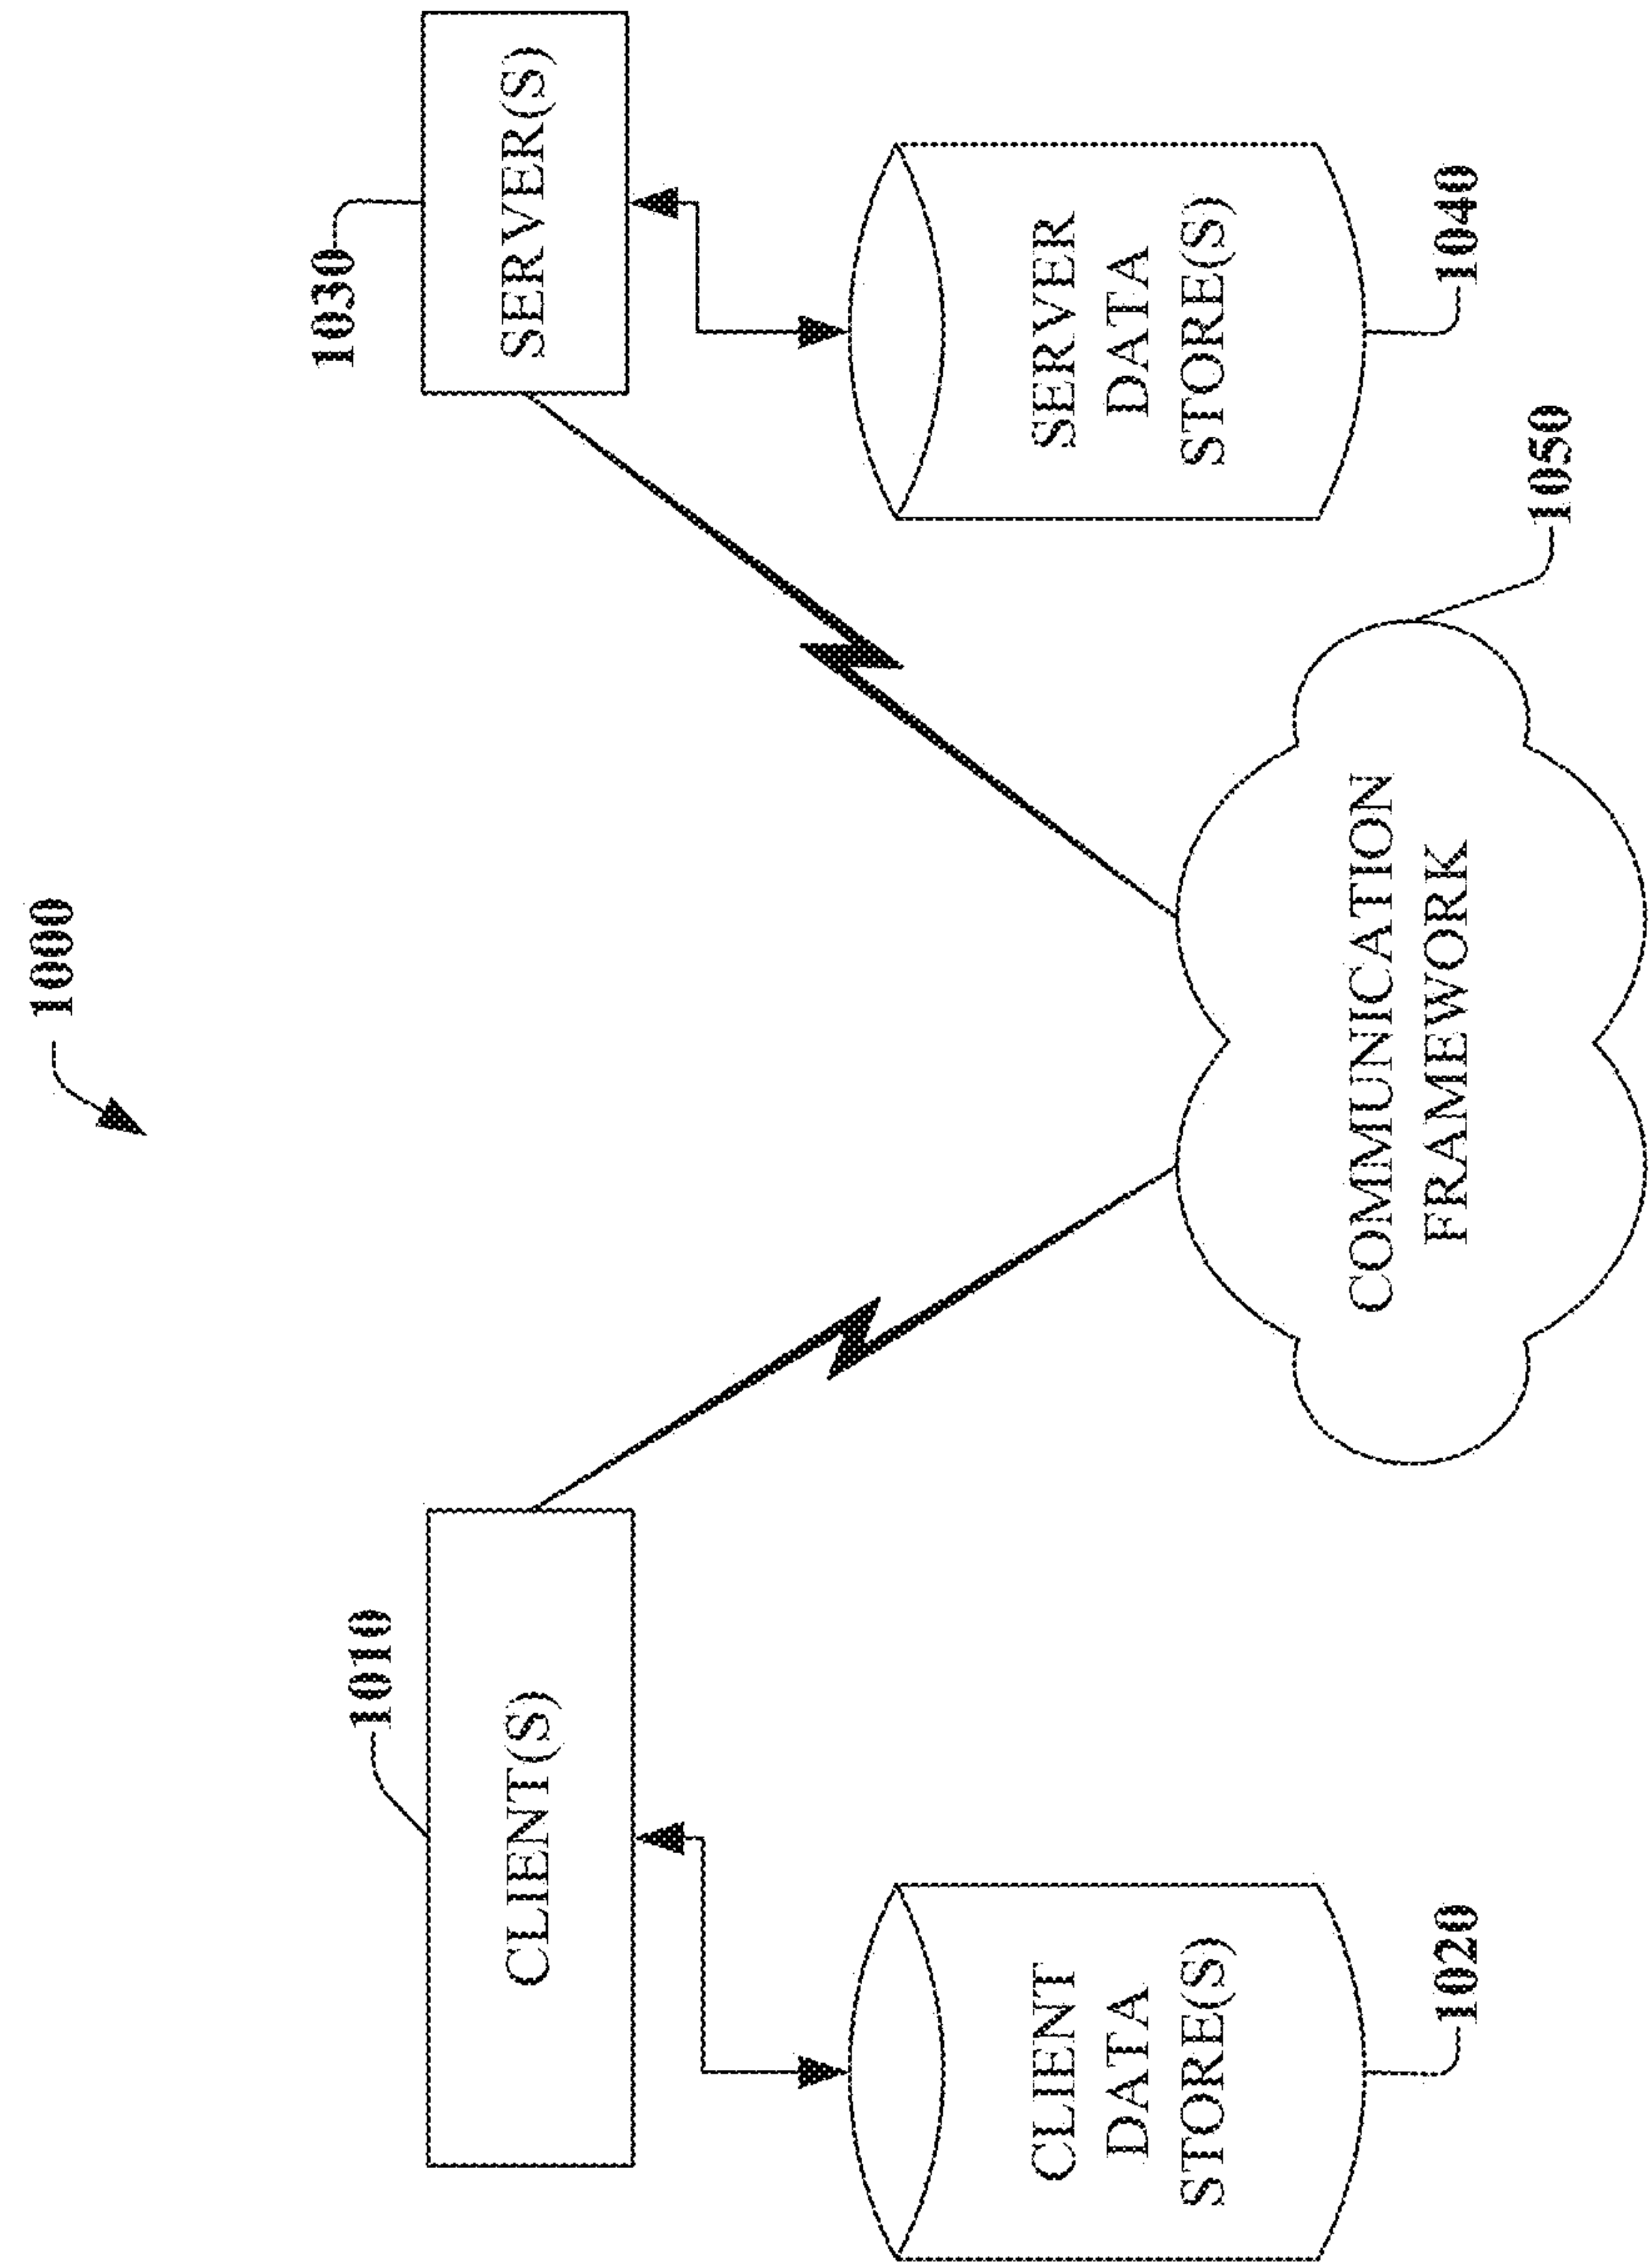 1000
1010
1030
CLIENT(S)
SERVER(S)
CLIENT
DATA
STORE(S)
1020
SERVER
DATA
STORE(S)
1040
COMMUNICATION
FRAMEWORK
1050